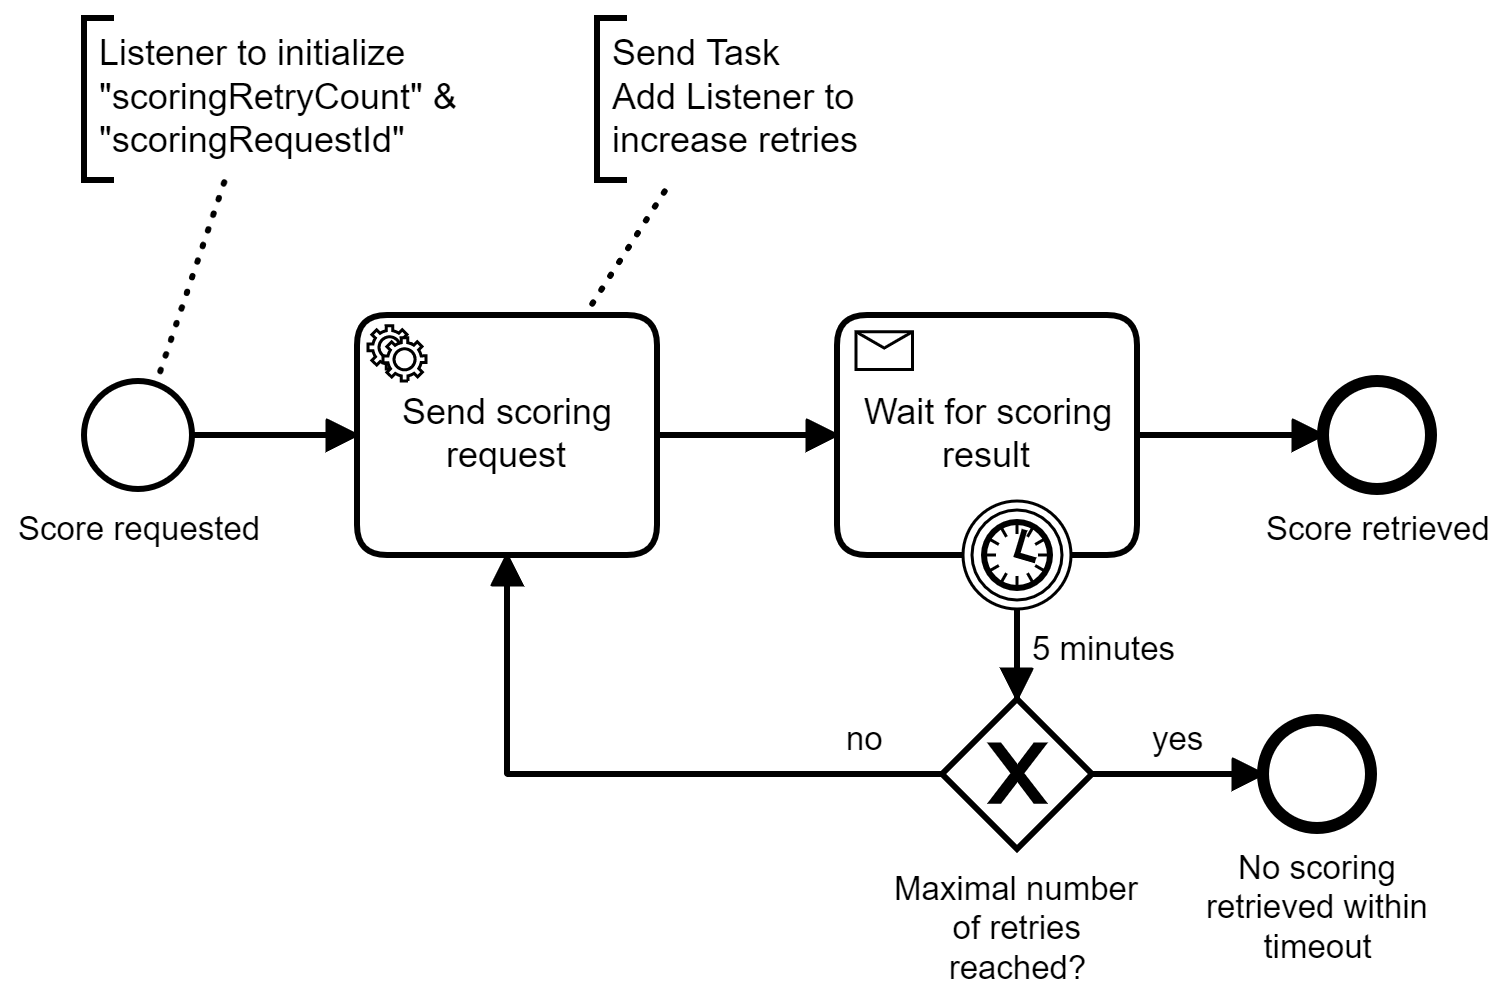 Listener to initialize
"scoringRetryCount" &
"scoringRequestId"
Send Task
Add Listener to
increase retries
Send scoring
request
Wait for scoring
result
Score requested
Score retrieved
5 minutes
no
yes
Maximal number
of retries
reached?
No scoring
retrieved within
timeout